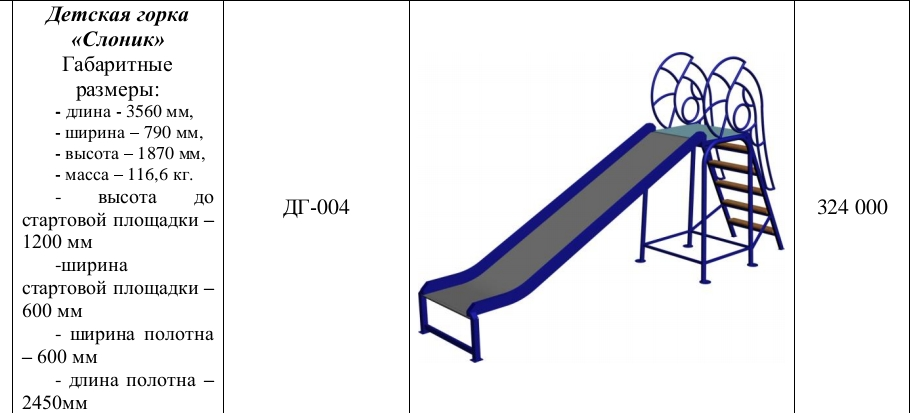 Детская горка
«Слоник»
Габаритные
размеры:
- длина - 3560 мм,
- ширина – 790 мм,
- высота – 1870 мм,
- масса – 116,6 кг.
- высота до
стартовой площадки –
1200 мм
-ширина
стартовой площадки –
600 мм
- ширина полотна
– 600 мм
- длина полотна –
2450мм
ДГ-004
324 000